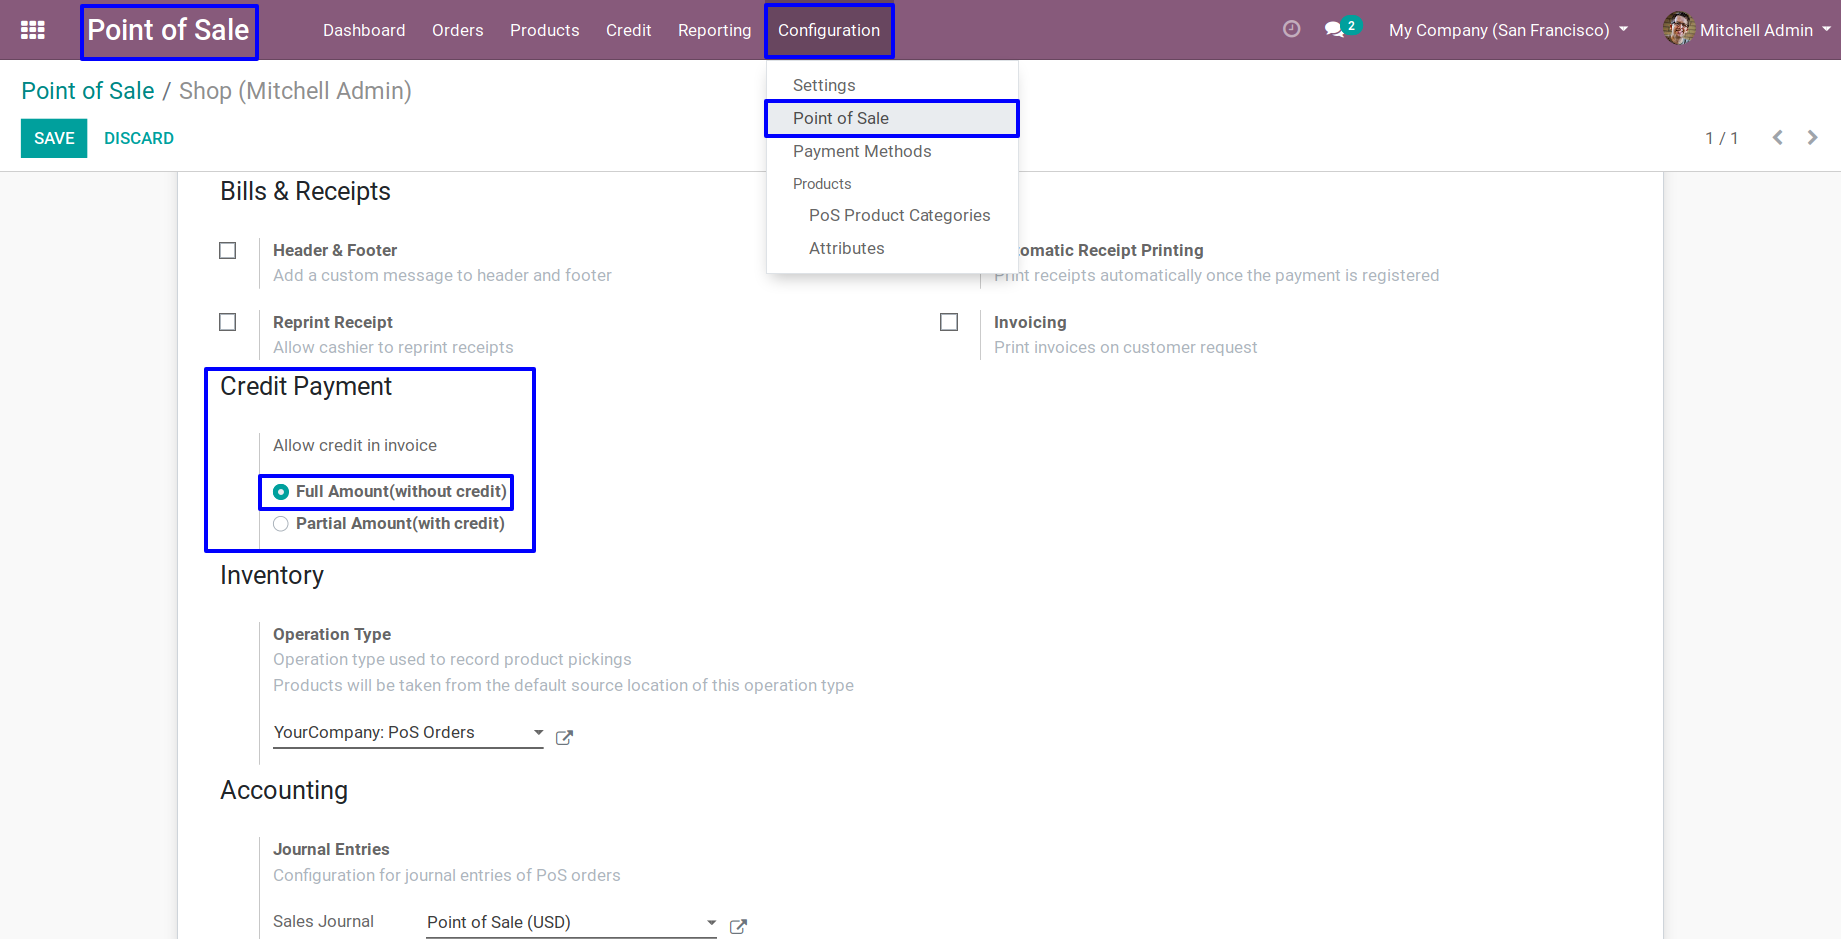 Point of Sale Dashboard Orders Products Credit Reporting Configuration 2 My Company (San Francisco) Mitchell Admin
Point of Sale / Shop (Mitchell Admin)
SAVE DISCARD
1 / 1
Settings
Point of Sale
Payment Methods
Products
PoS Product Categories
Attributes
Bills & Receipts
Header & Footer
Add a custom message to header and footer
Receipt Printing
receipts automatically once the payment is registered
Reprint Receipt
Allow cashier to reprint receipts
Invoicing
Print invoices on customer request
Credit Payment
Allow credit in invoice
Full Amount(without credit)
Partial Amount(with credit)
Inventory
Operation Type
Operation type used to record product pickings
Products will be taken from the default source location of this operation type
YourCompany: PoS Orders
Accounting
Journal Entries
Configuration for journal entries of PoS orders
Sales Journal Point of Sale (USD)